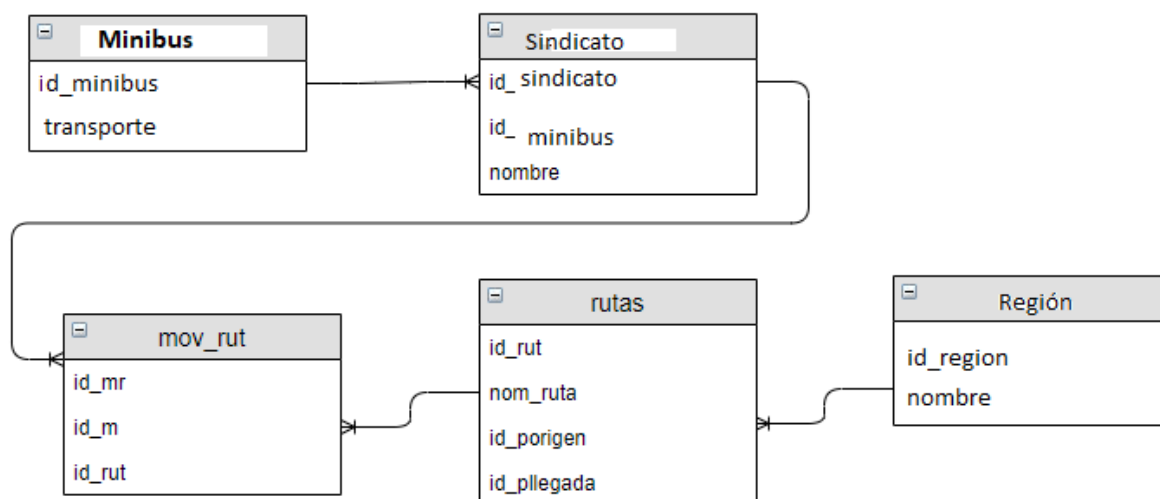 Minibus
id_minibus
transporte
Sindicato
id_ sindicato
id_ minibus
nombre
mov_rut
id_mr
id_m
id_rut
rutas
id_rut
nom_ruta
id_porigen
id_pllegada
Región
id_region
nombre